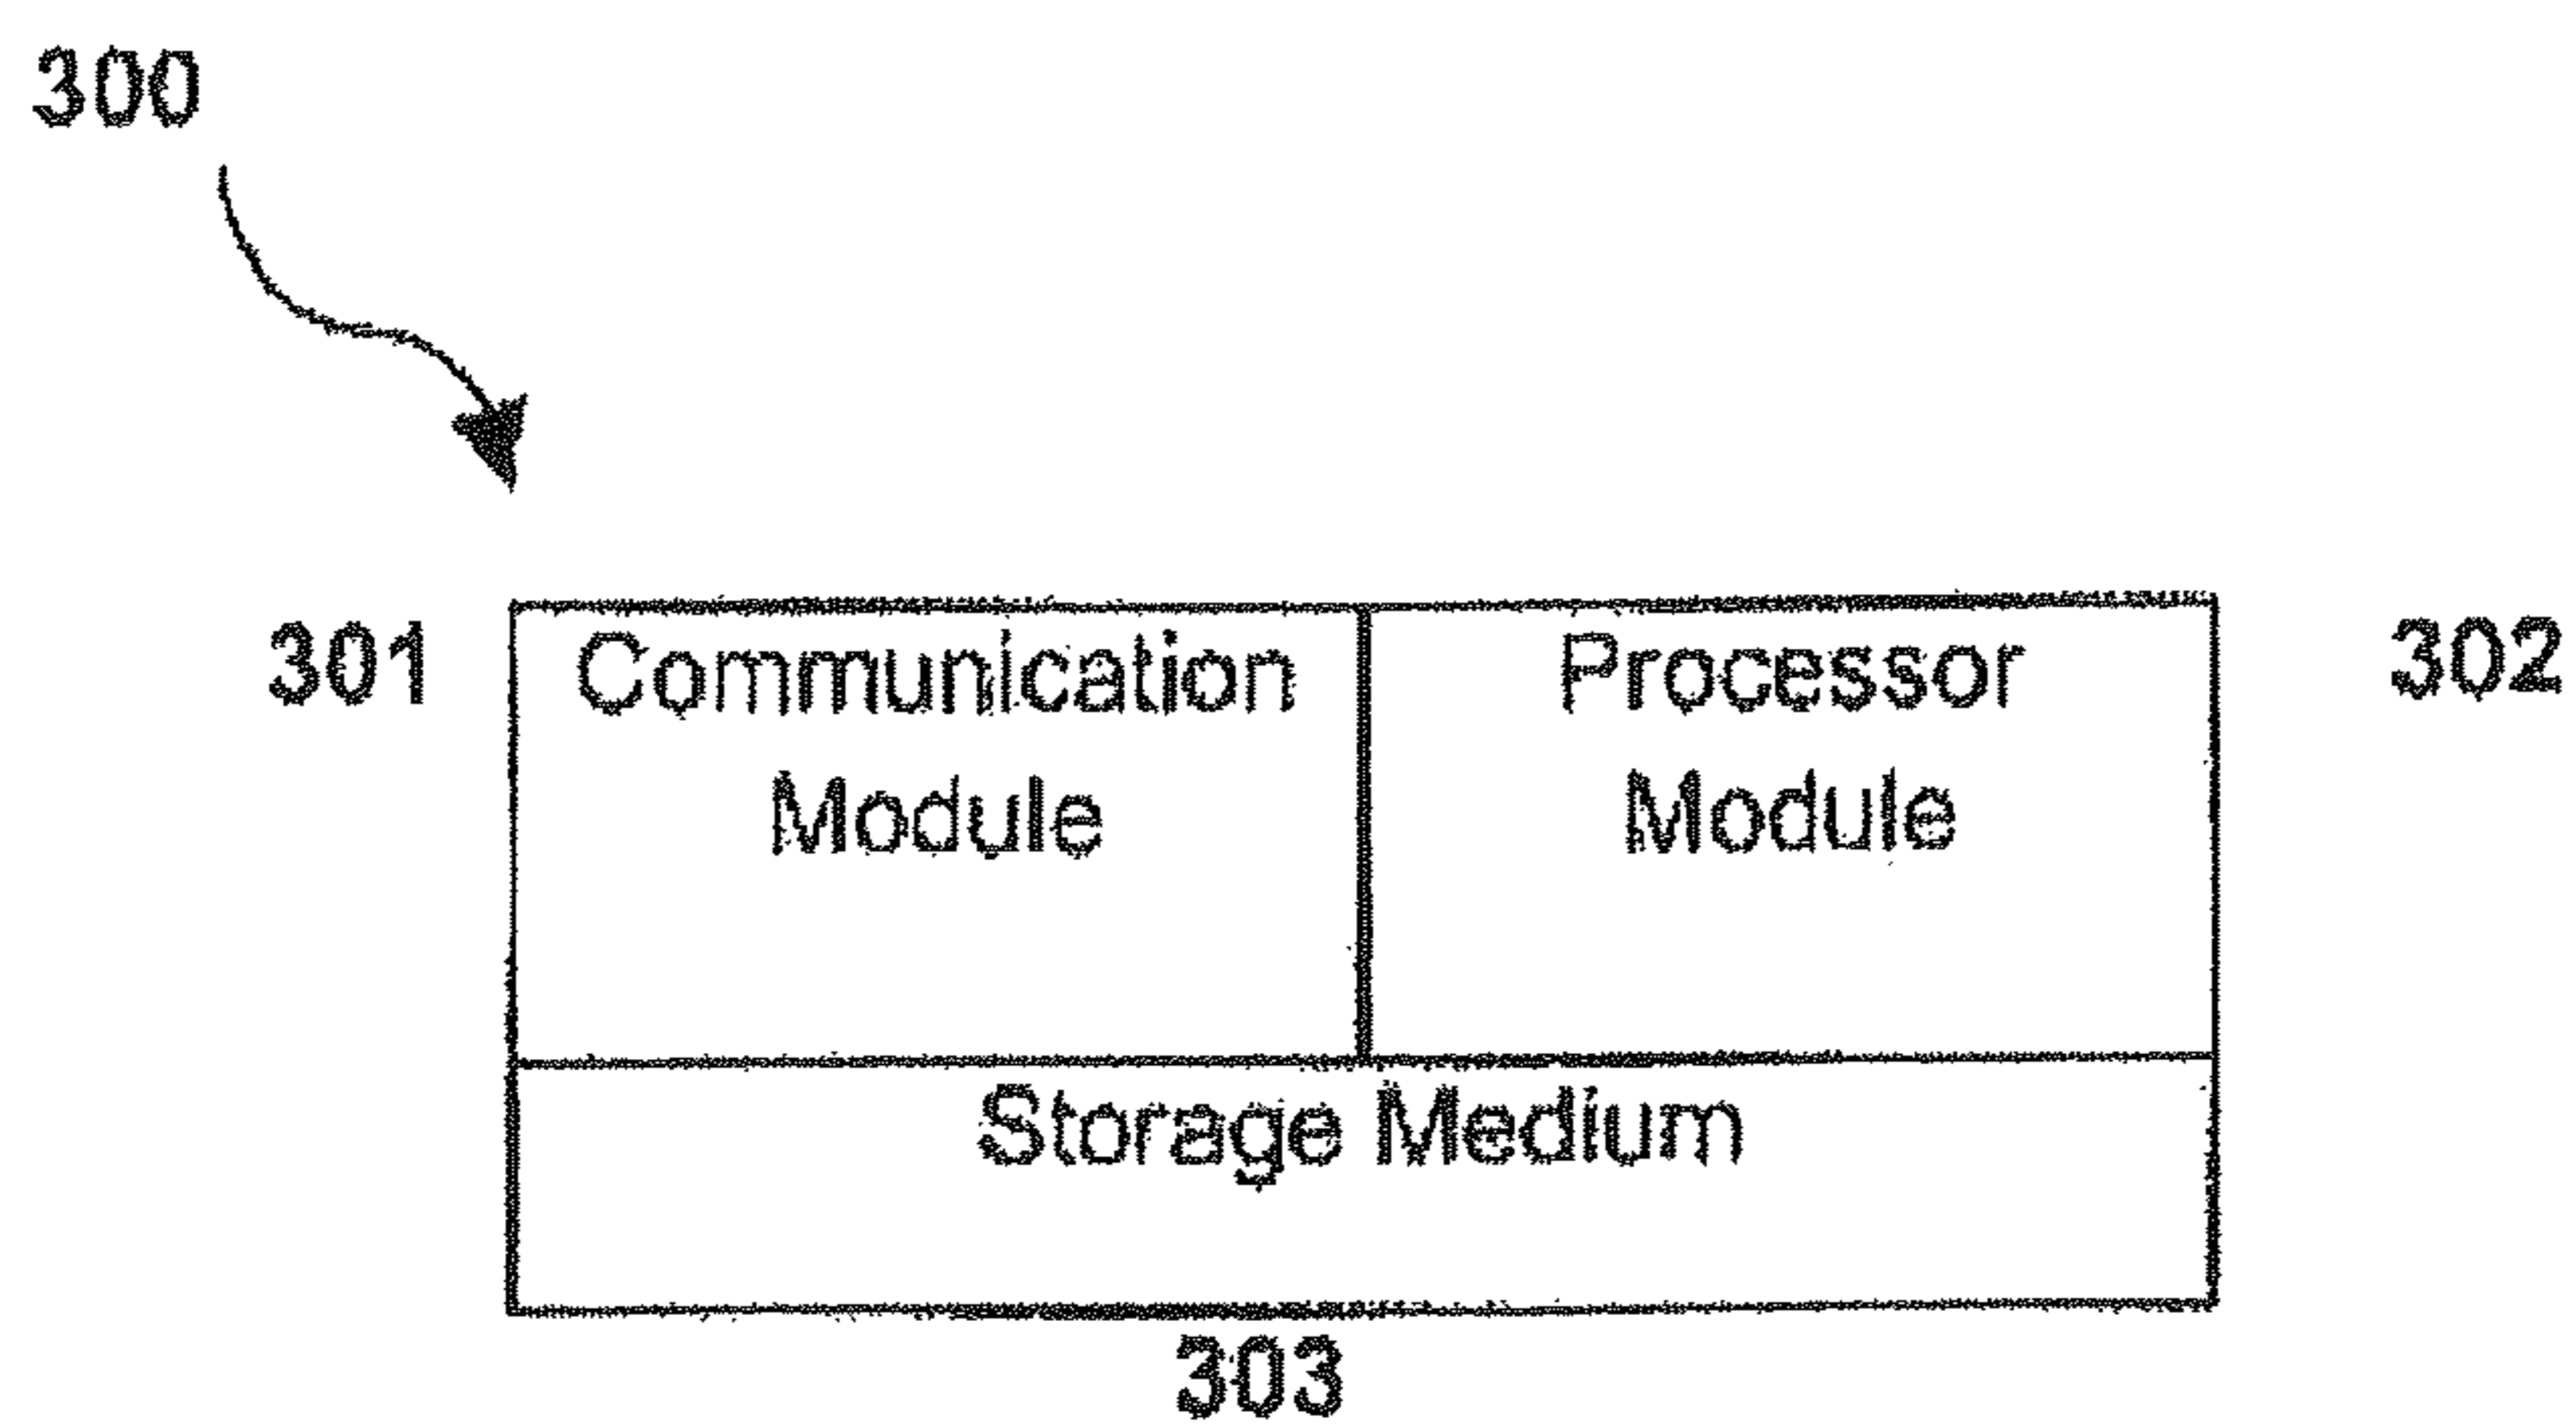 300
301
Communication
Module
Processor
Module
302
Storage Medium
303